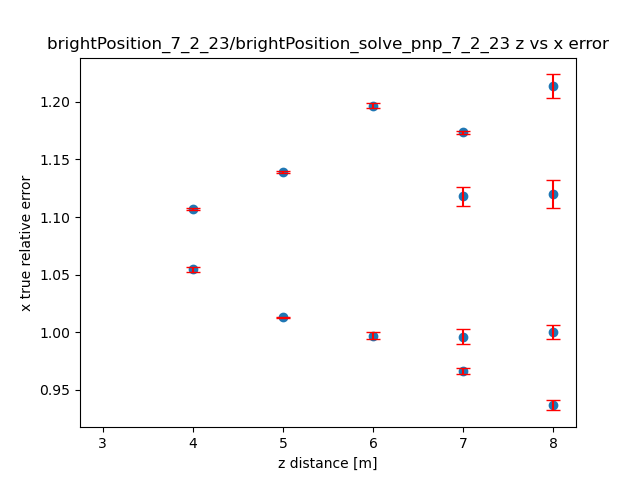 brightPosition_7_2_23/brightPosition_solve_pnp_7_2_23 z vs x error
1.20
1.15
1.10
1.05
1.00
0.95
x true relative error
3 4 5 6 7 8
z distance [m]